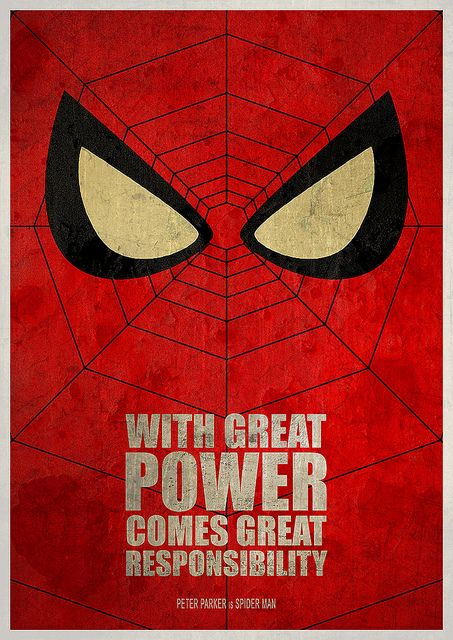 WITH GREAT
POWER
COMES GREAT
RESPONSIBILITY
PETER PARKER is SPIDER MAN